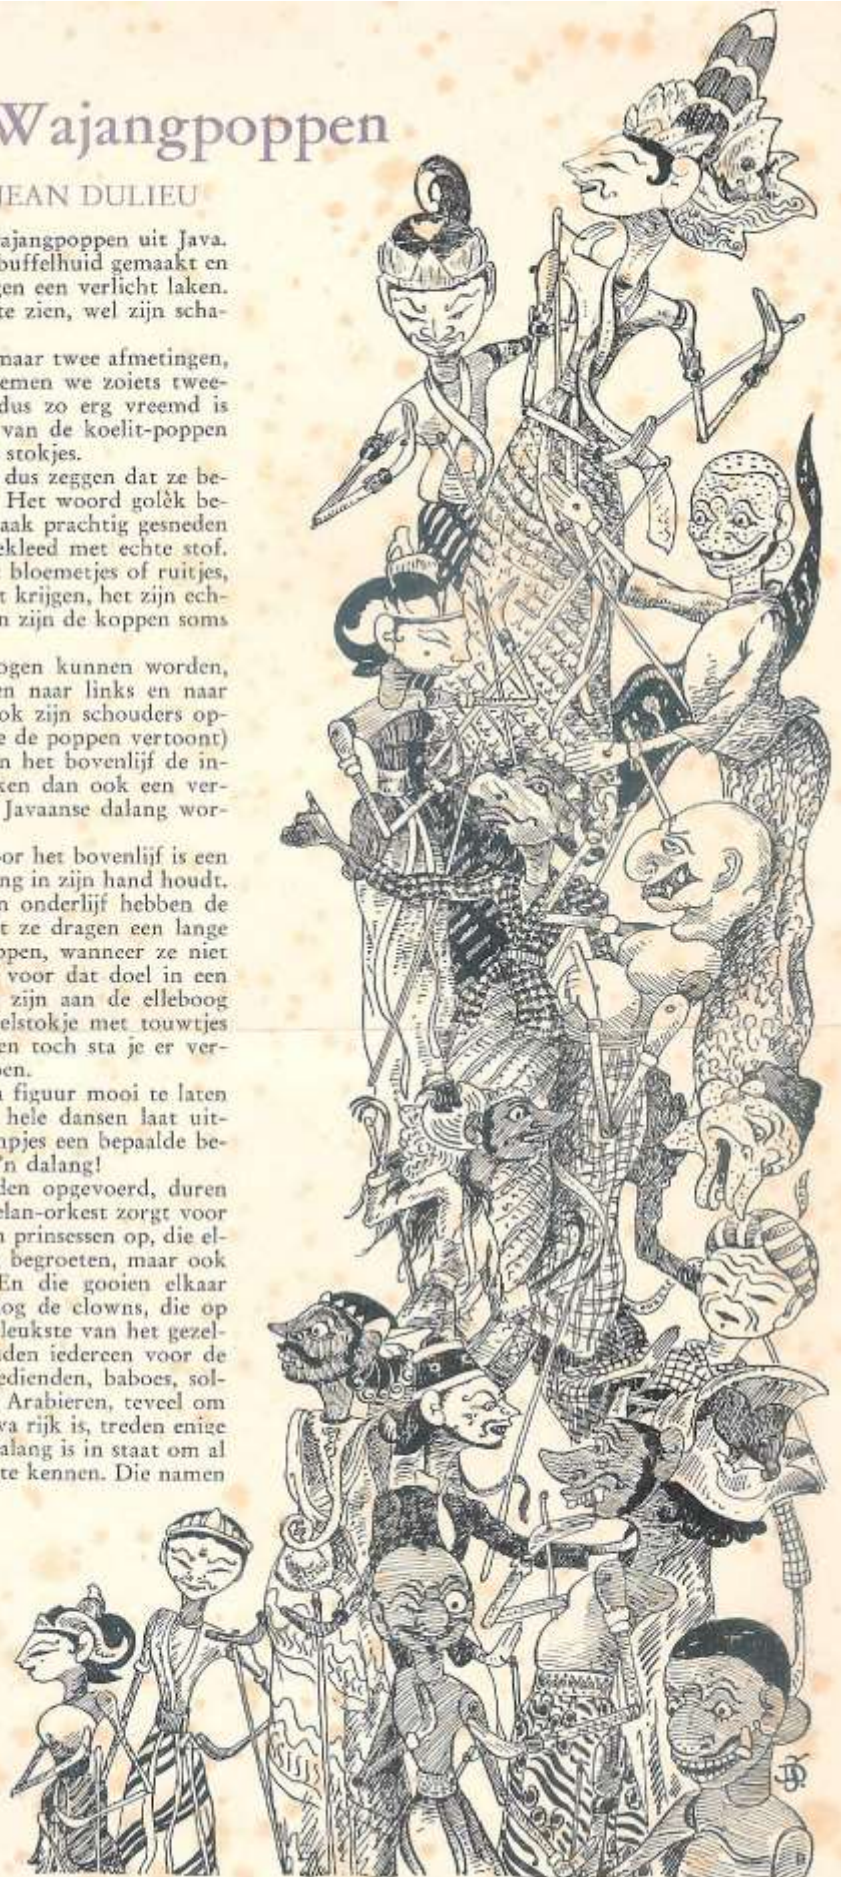 Wajangpoppen
JEAN DULIEU
ajangpoppen uit Java.
buffelhuid gemaakt en
gen een verlicht laken.
te zien, wel zijn scha-
maar twee afmetingen,
emen we zoiets twee-
dus zo erg vreemd is
van de koelit-poppen
stokjes.
dus zeggen dat ze be-
Het woord golèk be-
aak prachtig gesneden
ekleed met echte stof.
bloemetjes of ruitjes,
t krijgen, het zijn ech-
n zijn de koppen soms
ogen kunnen worden,
en naar links en naar
ok zijn schouders op-
e de poppen vertoont)
n het bovenlijf de in-
ken dan ook een ver-
Javaanse dalang wor-
or het bovenlijf is een
ng in zijn hand houdt.
n onderlijf hebben de
t ze dragen een lange
ppen, wanneer ze niet
voor dat doel in een
zijn aan de elleboog
elstokje met touwtjes
en toch sta je er ver-
pen.
n figuur mooi te laten
hele dansen laat uit-
mpjes een bepaalde be-
'n dalang!
den opgevoerd, duren
elan-orkest zorgt voor
n prinsessen op, die el-
begroeten, maar ook
En die gooien elkaar
nog de clowns, die op
leukste van het gezel-
iden iedereen voor de
edienden, baboes, sol-
Arabieren, teveel om
va rijk is, treden enige
alang is in staat om al
te kennen. Die namen